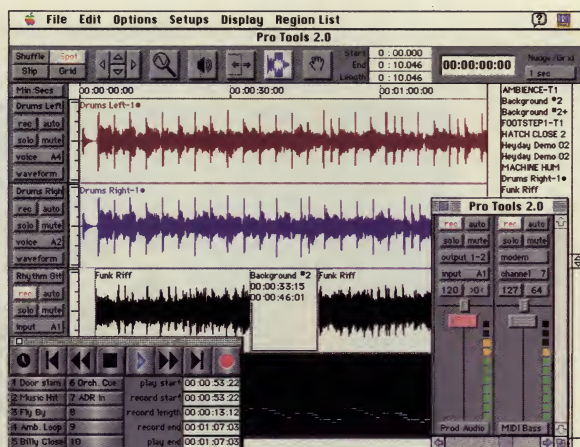 File Edit Options Setups Display Region List
Pro Tools 2.0
Shuffle Spot
Slip Grid
Start 0 : 00.000
End 0 : 10.046
Length 0 : 10.046
00:00:00:00
Nudge/Grid
1 sec
Min:Secs
00:00:00:00 00:00:30:00 00:01:00:00
Drums Left
rec auto
solo mute
voice A4
waveform
Drums Left-1
Drums Righ
rec auto
solo mute
voice A2
waveform
Drums Right-1
Rhythm Git
rec auto
solo mute
input A1
Funk Riff
Background #2
00:00:33:15
00:00:46:01
Funk Riff
AMBIENCE-T1
Background #2
Background #2+
FOOTSTEP1-T1
HATCH CLOSE 2
Heyday Demo 02
Heyday Demo 02
MACHINE HUM
Drums Right-1
Funk Riff
Pro Tools 2.0
rec auto rec auto
solo mute solo mute
output 1-2 modem
input A1 channel 7
120 >0< 127 64
Prod Audio MIDI Bass
1 Door slam 6 Orch. Cue play start 00:00:53:22
2 Music Hit 7 ADR In record start 00:00:53:22
3 Fly By 8 record length 00:00:13:12
4 Amb. Loop 9 record end 00:01:07:03
5 Billy Close 10 play end 00:01:07:03